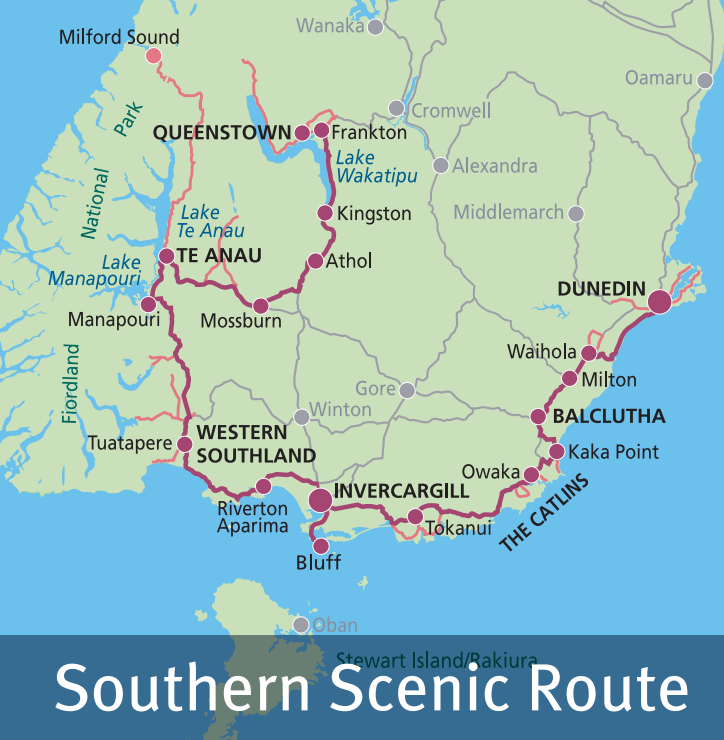 Wanaka
Milford Sound
Oamaru
Park
Cromwell
QUEENSTOWN
Frankton
Lake
Wakatipu
Alexandra
National
Lake
Te Anau
Kingston
Middlemarch
TE ANAU
Athol
Lake
Manapouri
DUNEDIN
Manapouri
Mossburn
Waihola
Fiordland
Milton
Gore
Winton
BALCLUTHA
Tuatapere
WESTERN
SOUTHLAND
Kaka Point
Owaka
INVERCARGILL
Riverton
Aparima
Tokanui
THE CATLINS
Bluff
Oban
Stewart Island/Rakiura
Southern Scenic Route